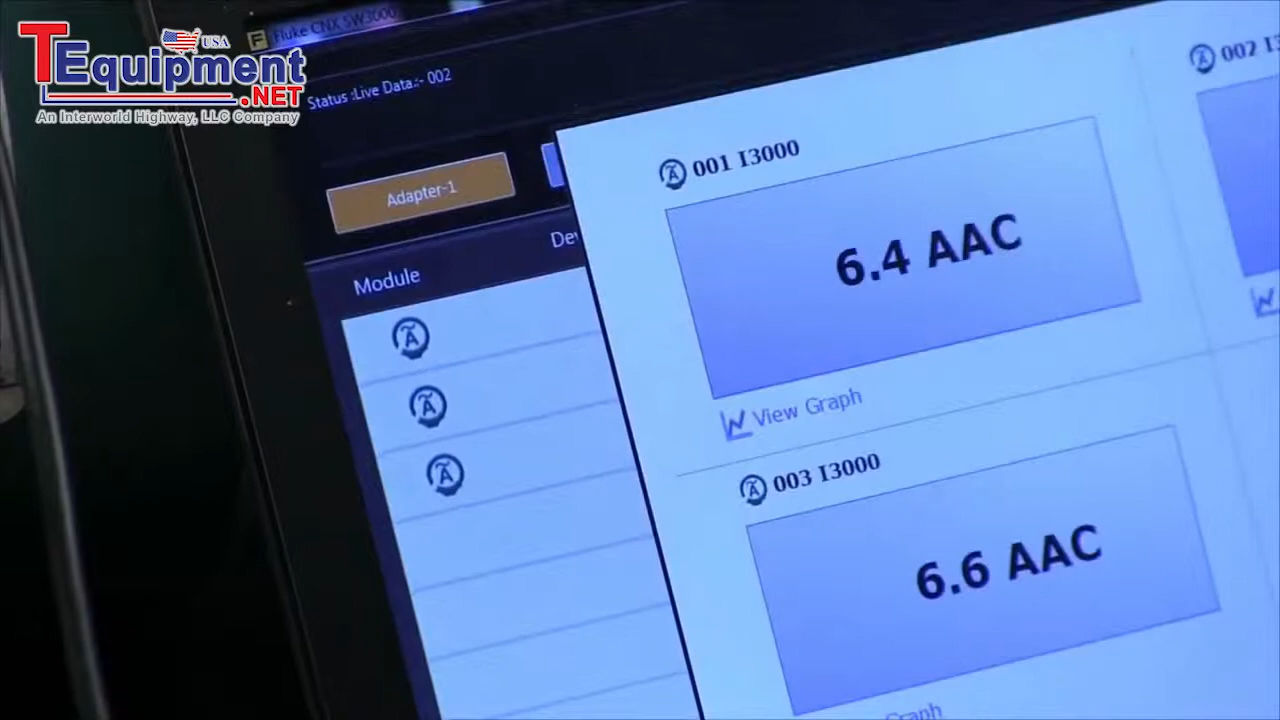 TEquipment
USA
.NET
An Interworld Highway, LLC Company
Fluke CNX SW3000
Status :Live Data.:- 002
Adapter-1
Module
001 I3000
6.4 AAC
View Graph
002
003 I3000
6.6 AAC
Graph